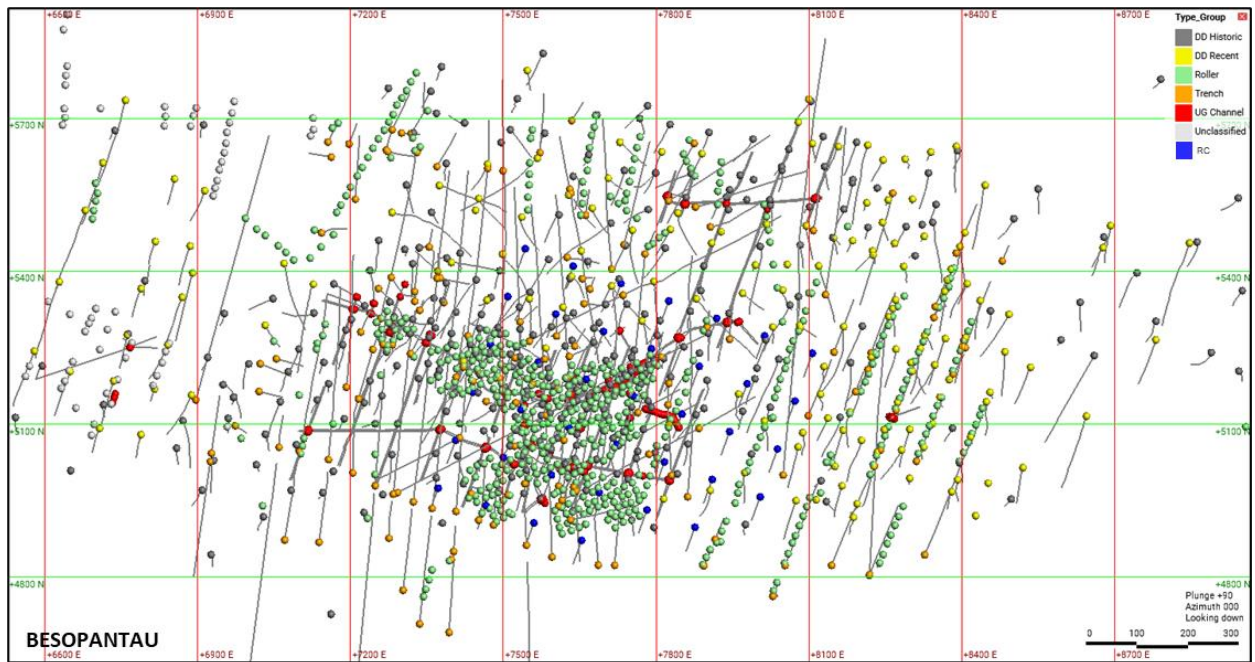 +6600 E
+6900 E
+7200 E
+7500 E
+7800 E
+8100 E
+8400 E
+8700 E
Type_Group
DD Historic
DD Recent
Roller
Trench
UG Channel
Unclassified
RC
+5700 N
+5400 N
+5400 N
+5100 N
+5100 N
+4800 N
+4800 N
Plunge +90
Azimuth 000
Looking down
0 100 200 300
BESOPANTAU
+6600 E
+6900 E
+7200 E
+7500 E
+7800 E
+8100 E
+8400 E
+8700 E